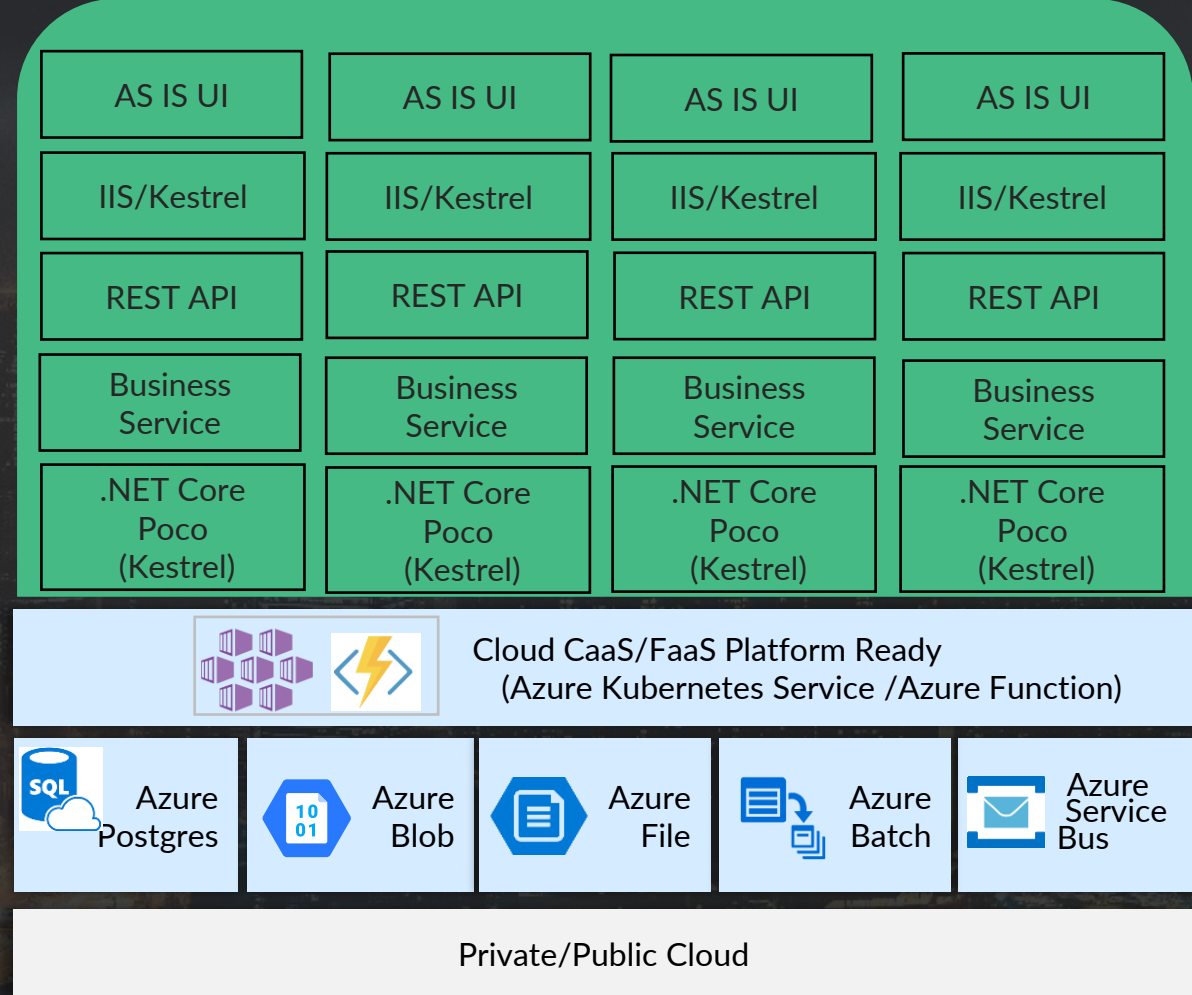 AS IS UI
AS IS UI
AS IS UI
AS IS UI
IIS/Kestrel
IIS/Kestrel
IIS/Kestrel
IIS/Kestrel
REST API
REST API
REST API
REST API
Business
Service
Business
Service
Business
Service
Business
Service
.NET Core
Poco
(Kestrel)
.NET Core
Poco
(Kestrel)
.NET Core
Poco
(Kestrel)
.NET Core
Poco
(Kestrel)
Cloud CaaS/FaaS Platform Ready
(Azure Kubernetes Service /Azure Function)
SQL
Azure
Postgres
10
01
Azure
Blob
Azure
File
Azure
Batch
Azure
Service
Bus
Private/Public Cloud